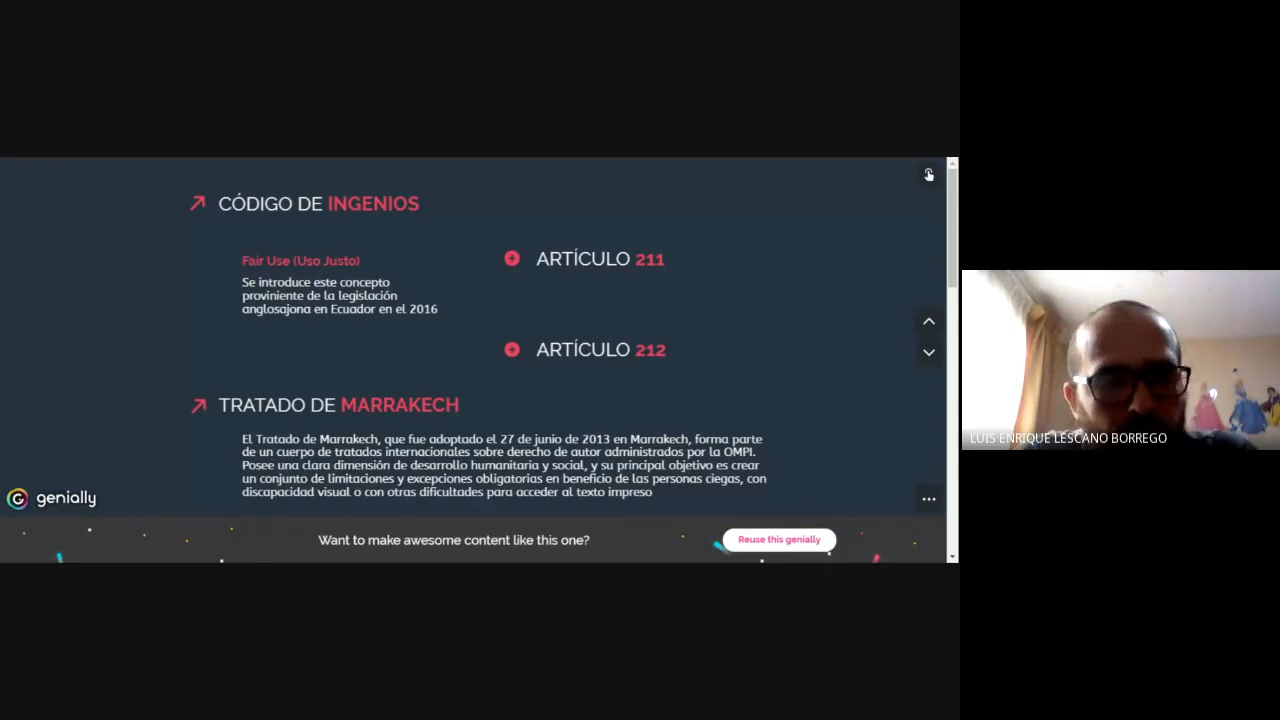 CÓDIGO DE INGENIOS
Fair Use (Uso Justo)
Se introduce este concepto
proviniente de la legislación
anglosajona en Ecuador en el 2016
ARTÍCULO 211
ARTÍCULO 212
TRATADO DE MARRAKECH
El Tratado de Marrakech, que fue adoptado el 27 de junio de 2013 en Marrakech, forma parte
de un cuerpo de tratados internacionales sobre derecho de autor administrados por la OMPI.
Posee una clara dimensión de desarrollo humanitaria y social, y su principal objetivo es crear
un conjunto de limitaciones y excepciones obligatorias en beneficio de las personas ciegas, con
discapacidad visual o con otras dificultades para acceder al texto impreso
genially
Want to make awesome content like this one?
Reuse this genially
LUIS ENRIQUE LESCANO BORREGO